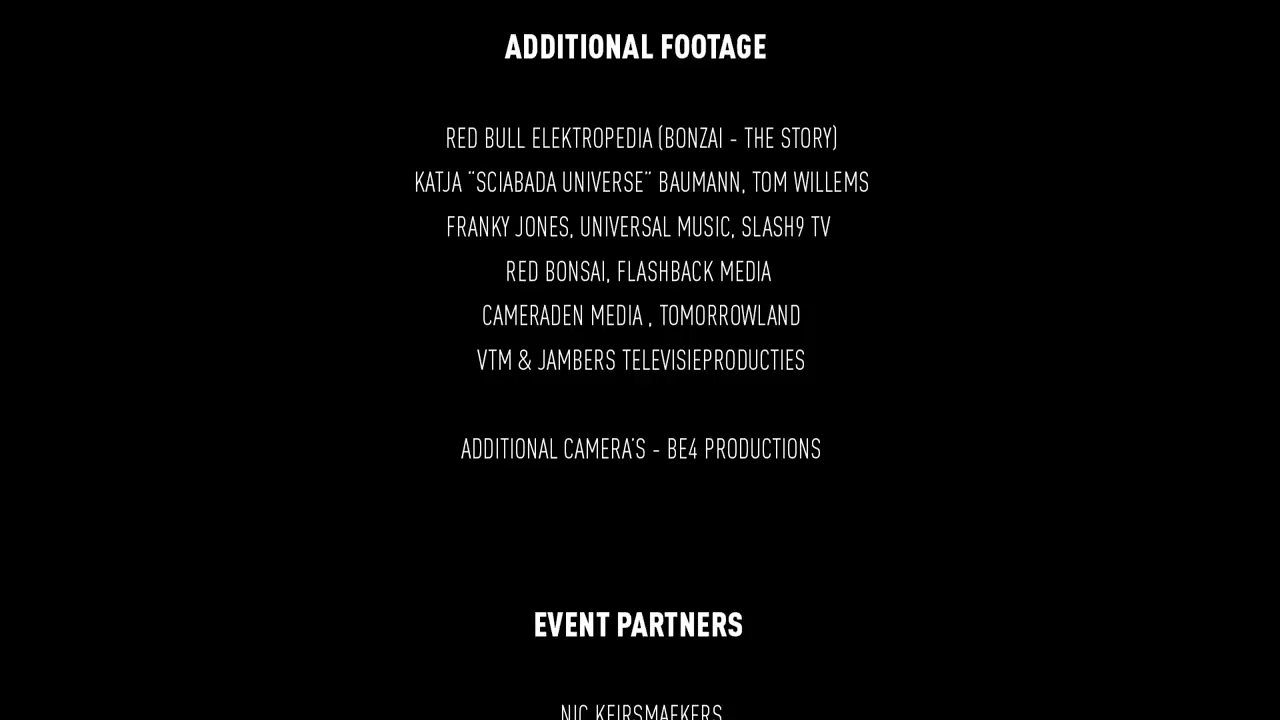 ADDITIONAL FOOTAGE
RED BULL ELEKTROPEDIA (BONZAI - THE STORY)
KATJA "SCIABADA UNIVERSE" BAUMANN, TOM WILLEMS
FRANKY JONES, UNIVERSAL MUSIC, SLASH9 TV
RED BONSAI, FLASHBACK MEDIA
CAMERADEN MEDIA , TOMORROWLAND
VTM & JAMBERS TELEVISIEPRODUCTIES
ADDITIONAL CAMERA'S - BE4 PRODUCTIONS
EVENT PARTNERS
NIC KEIRSMAEKERS